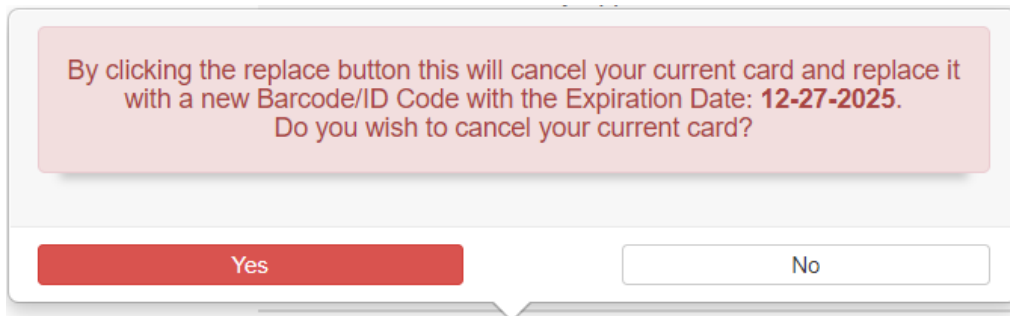 By clicking the replace button this will cancel your current card and replace it
with a new Barcode/ID Code with the Expiration Date: 12-27-2025.
Do you wish to cancel your current card?
Yes
No